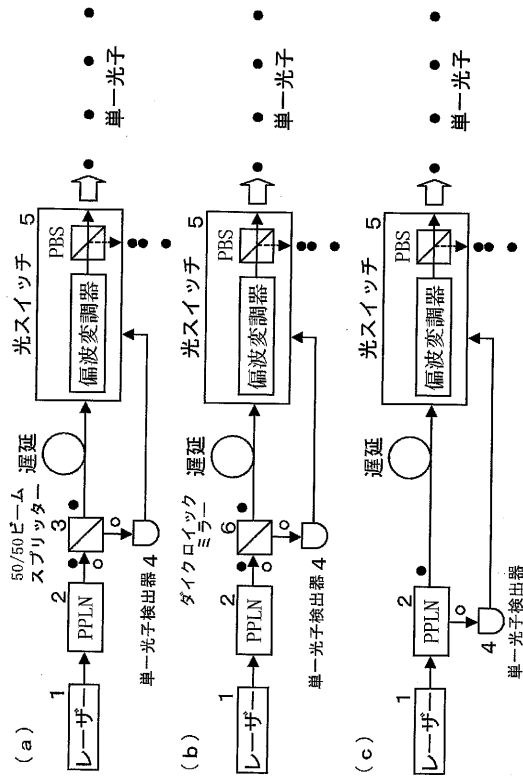 (a)
レーザー
1
PPLN
2
50/50ビーム
スプリッター
3
単一光子検出器
4
遅延
光スイッチ
5
偏波変調器
PBS
単一光子
(b)
レーザー
1
PPLN
2
ダイクロイック
ミラー
6
単一光子検出器
4
遅延
光スイッチ
5
偏波変調器
PBS
単一光子
(c)
レーザー
1
PPLN
2
4
単一光子検出器
遅延
光スイッチ
5
偏波変調器
PBS
単一光子